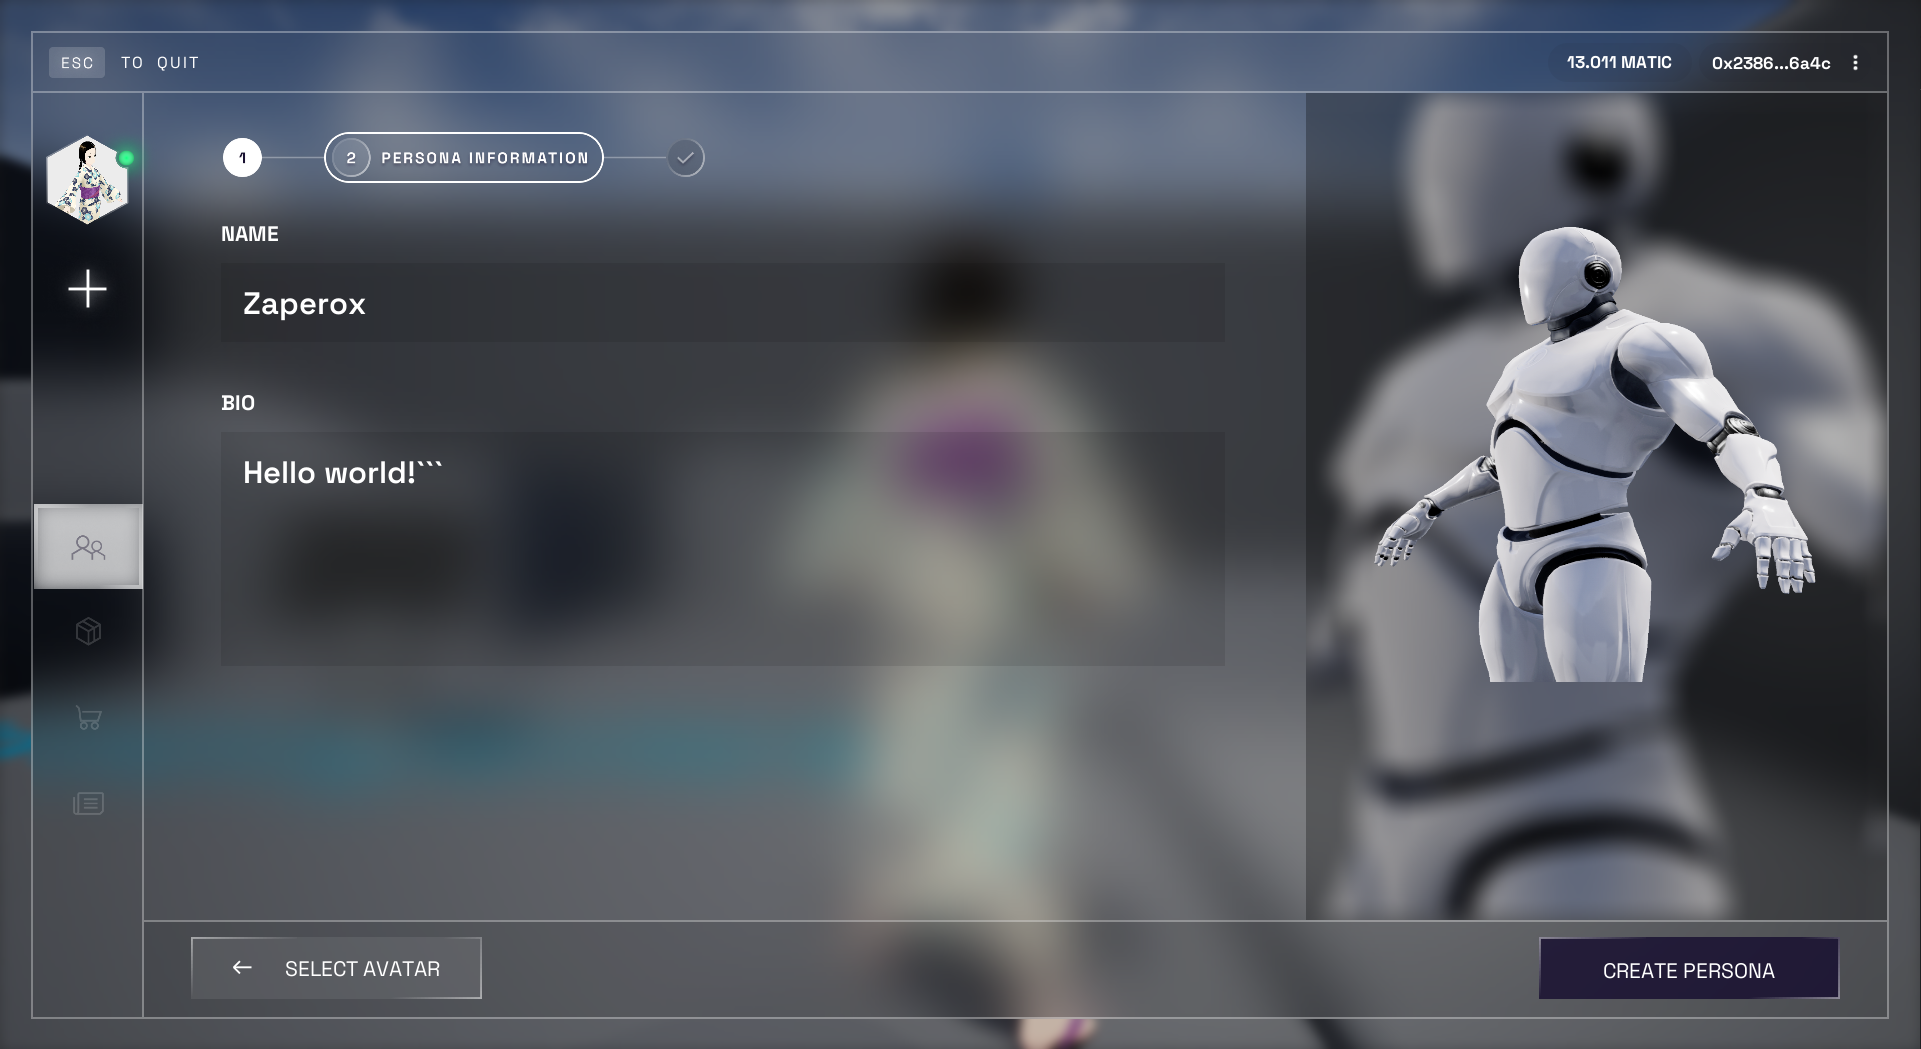 ESC TO QUIT
13.011 MATIC 0x2386...6a4c
1 2 PERSONA INFORMATION
NAME
Zaperox
BIO
Hello world!```
SELECT AVATAR
CREATE PERSONA